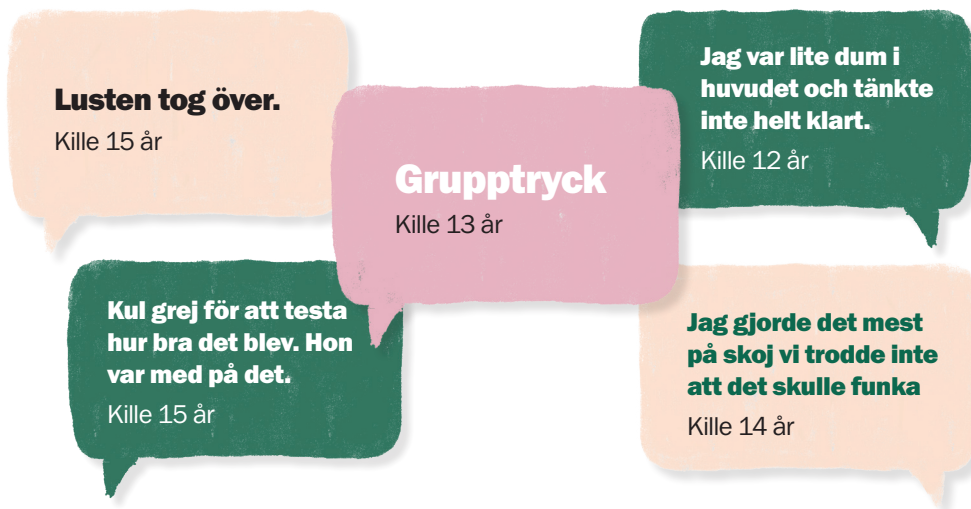 Lusten tog över.
Kille 15 år
Grupptryck
Kille 13 år
Jag var lite dum i
huvudet och tänkte
inte helt klart.
Kille 12 år
Kul grej för att testa
hur bra det blev. Hon
var med på det.
Kille 15 år
Jag gjorde det mest
på skoj vi trodde inte
att det skulle funka
Kille 14 år